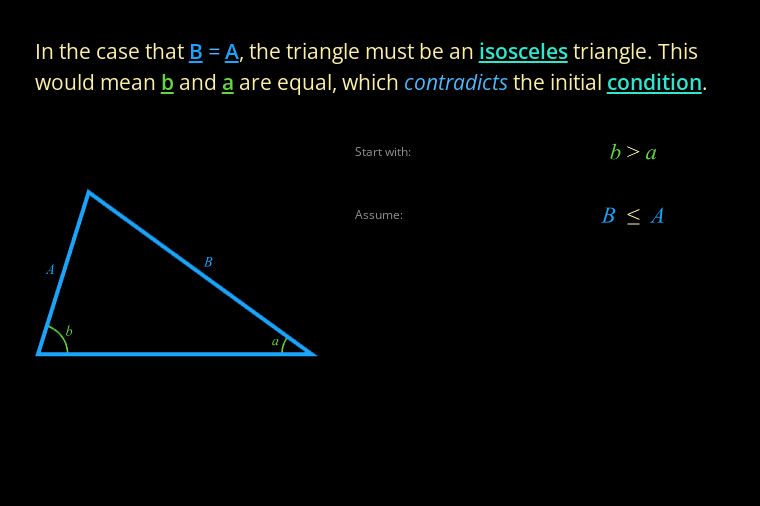 In the case that B = A, the triangle must be an isosceles triangle. This
would mean b and a are equal, which contradicts the initial condition.
Start with: b > a
Assume: B ≤ A
A
B
b
a